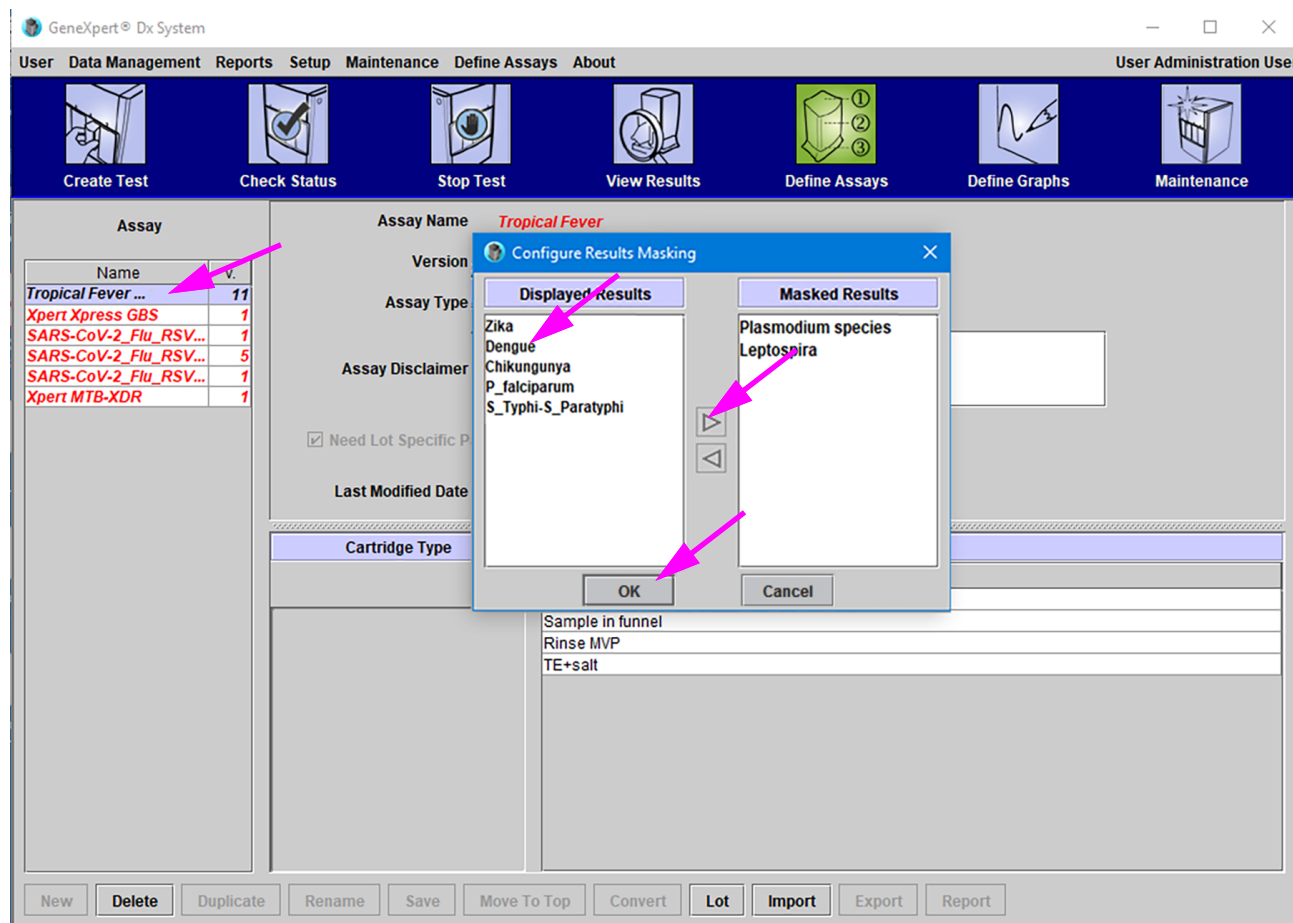 GeneXpert® Dx System
User Data Management Reports Setup Maintenance Define Assays About User Administration Use
① 
② 
③
Create Test Check Status Stop Test View Results Define Assays Define Graphs Maintenance
Assay
Name v.
Tropical Fever ... 11
Xpert Xpress GBS 1
SARS-CoV-2_Flu_RSV... 1
SARS-CoV-2_Flu_RSV... 5
SARS-CoV-2_Flu_RSV... 1
Xpert MTB-XDR 1
Assay Name Tropical Fever
Version
Assay Type
Assay Disclaimer
Need Lot Specific P
Last Modified Date
Configure Results Masking
Displayed Results
Zika
Dengue
Chikungunya
P_falciparum
S_Typhi-S_Paratyphi
Masked Results
Plasmodium species
Leptospira
OK Cancel
Cartridge Type
Sample in funnel
Rinse MVP
TE+salt
New Delete Duplicate Rename Save Move To Top Convert Lot Import Export Report